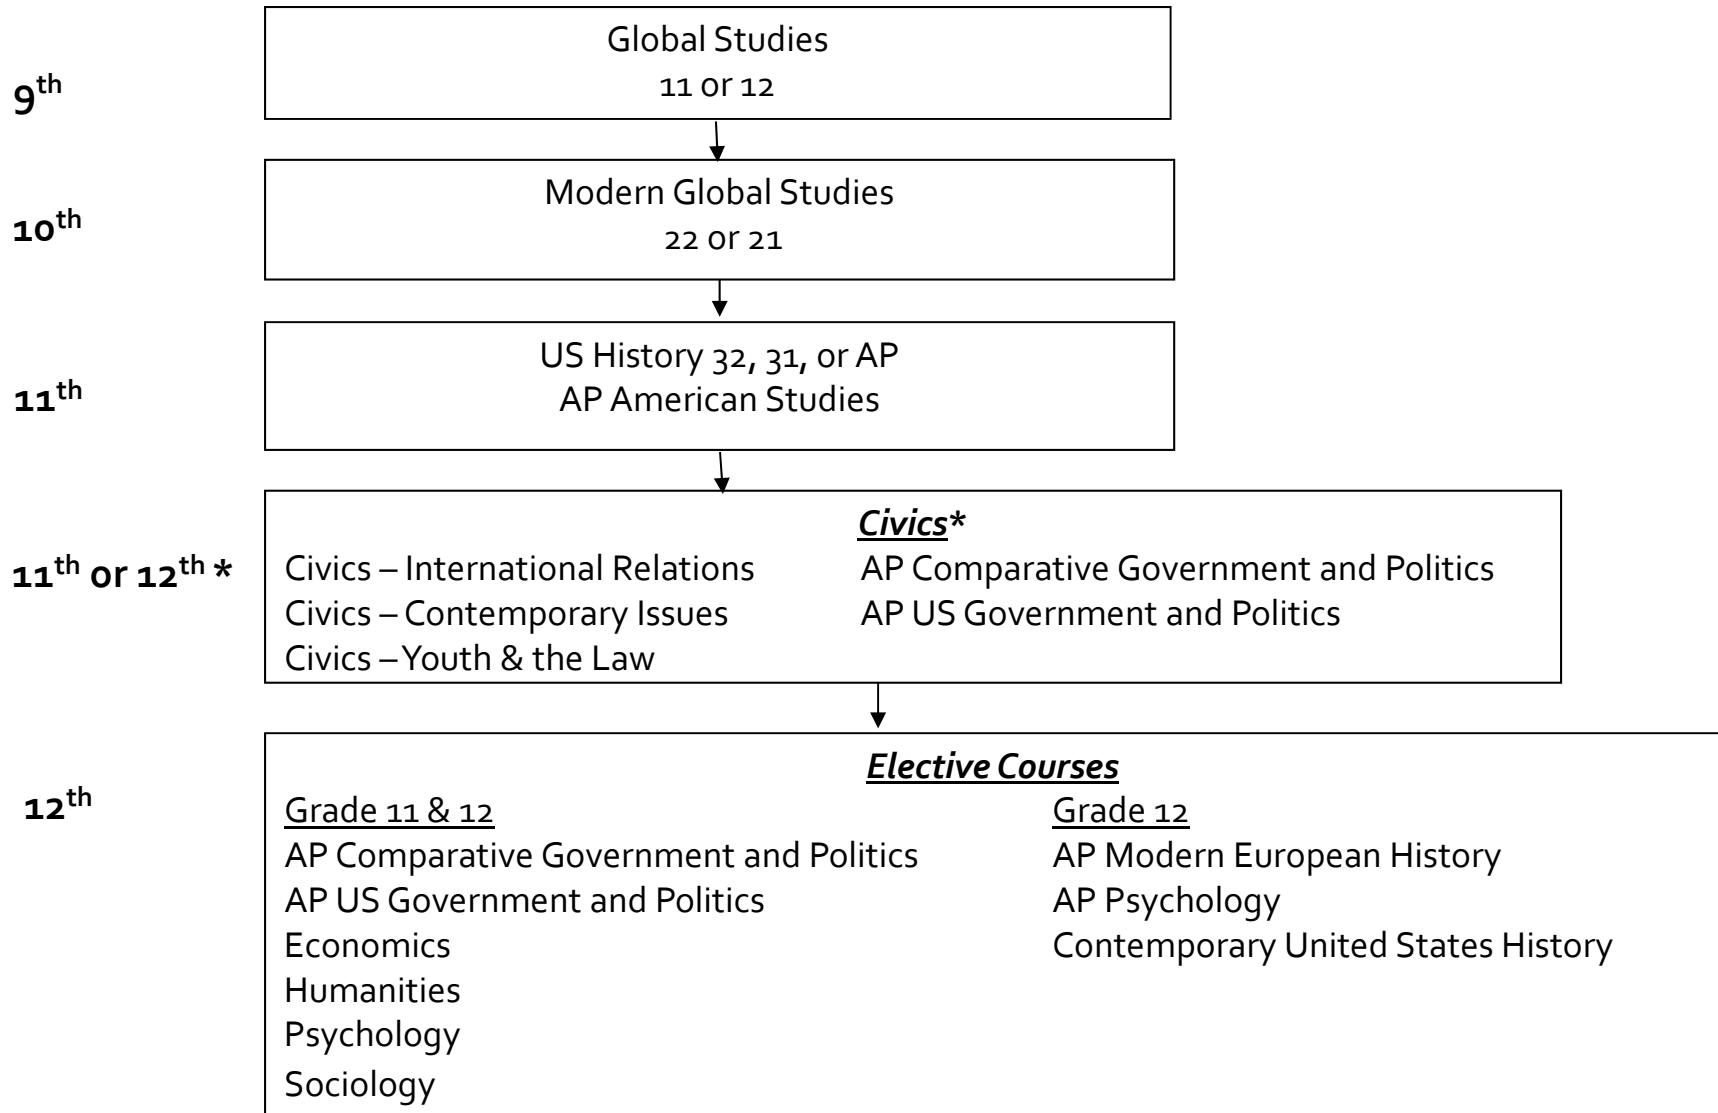 9th
Global Studies
11 or 12
10th
Modern Global Studies
22 or 21
11th
US History 32, 31, or AP
AP American Studies
11th or 12th *
Civics*
Civics – International Relations
Civics – Contemporary Issues
Civics – Youth & the Law
AP Comparative Government and Politics
AP US Government and Politics
12th
Elective Courses
Grade 11 & 12
AP Comparative Government and Politics
AP US Government and Politics
Economics
Humanities
Psychology
Sociology
Grade 12
AP Modern European History
AP Psychology
Contemporary United States History